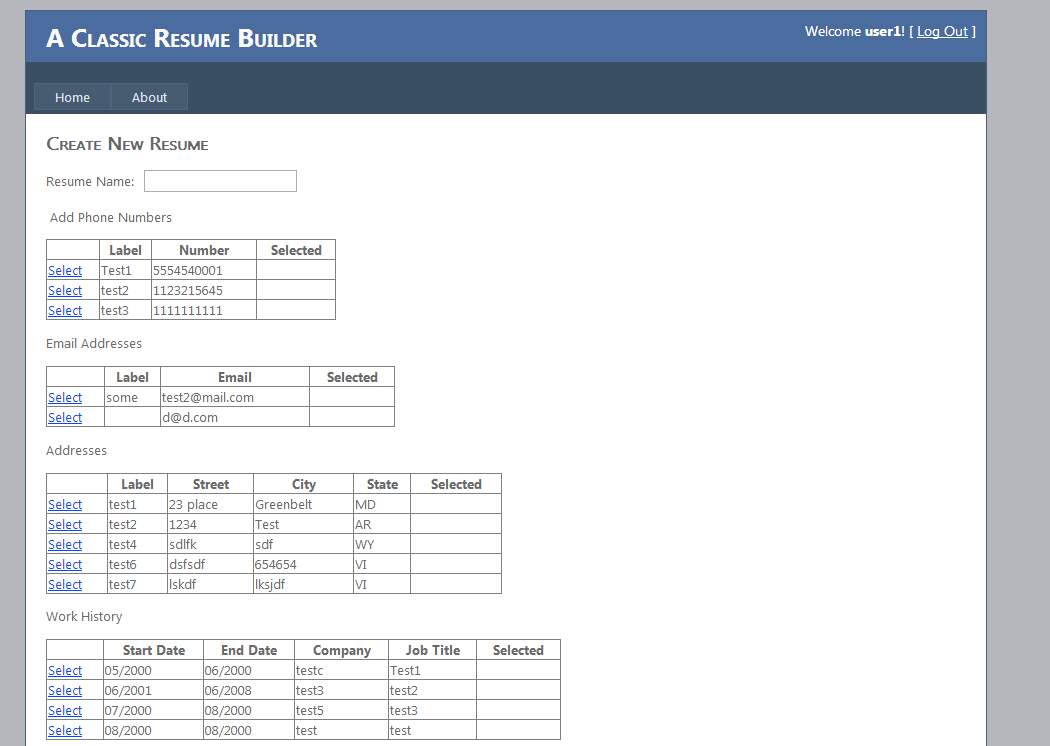 A Classic Resume Builder
Welcome user1! [ Log Out ]
Home About
Create New Resume
Resume Name:
Add Phone Numbers
Label Number Selected
Select Test1 5554540001
Select test2 1123215645
Select test3 1111111111
Email Addresses
Label Email Selected
Select some test2@mail.com
Select d@d.com
Addresses
Label Street City State Selected
Select test1 23 place Greenbelt MD
Select test2 1234 Test AR
Select test4 sdlfk sdf WY
Select test6 dsfsdf 654654 VI
Select test7 lskdf lksjdf VI
Work History
Start Date End Date Company Job Title Selected
Select 05/2000 06/2000 testc Test1
Select 06/2001 06/2008 test3 test2
Select 07/2000 08/2000 test5 test3
Select 08/2000 08/2000 test test